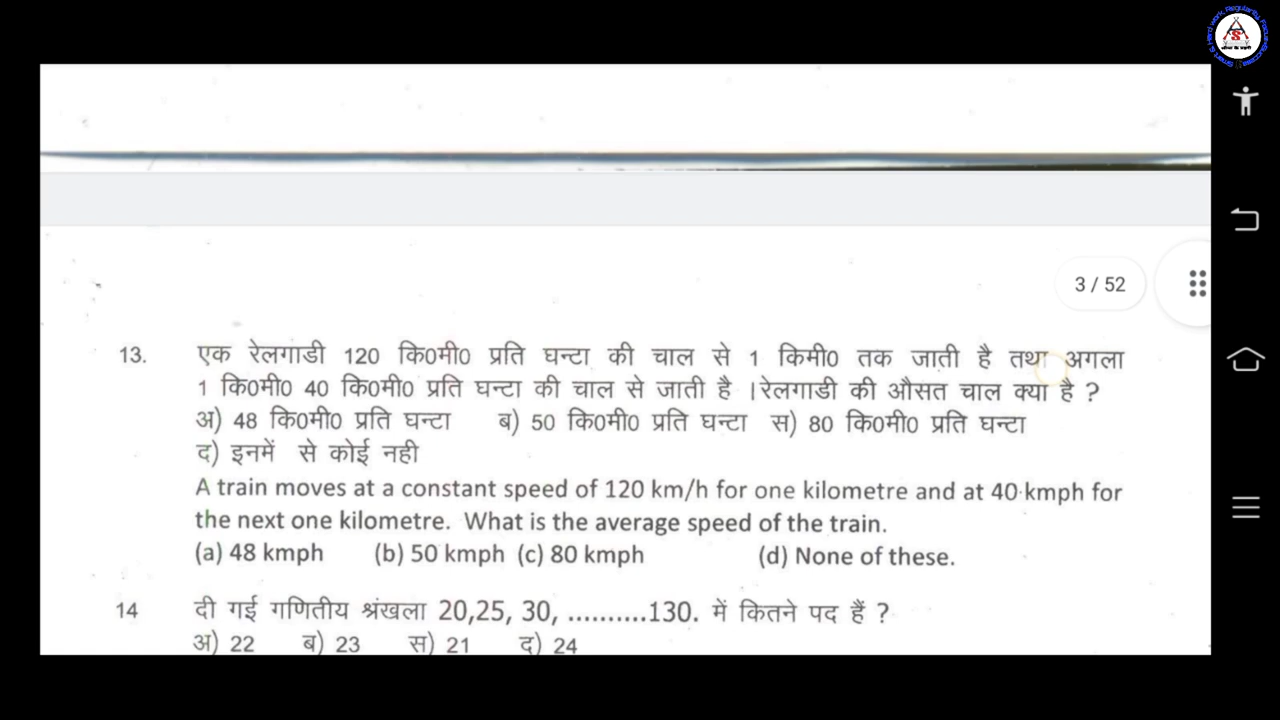 3 / 52
13. एक रेलगाडी 120 कि0मी0 प्रति घन्टा की चाल से 1 किमी0 तक जाती है तथा अगला
1 कि0मी0 40 कि0मी0 प्रति घन्टा की चाल से जाती है । रेलगाडी की औसत चाल क्या है ?
अ) 48 कि0मी0 प्रति घन्टा ब) 50 कि0मी0 प्रति घन्टा स) 80 कि0मी0 प्रति घन्टा
द) इनमें से कोई नही
A train moves at a constant speed of 120 km/h for one kilometre and at 40 kmph for
the next one kilometre. What is the average speed of the train.
(a) 48 kmph (b) 50 kmph (c) 80 kmph (d) None of these.
14 दी गई गणितीय श्रंखला 20,25, 30, ..........130. में कितने पद हैं ?
अ) 22 ब) 23 स) 21 द) 24